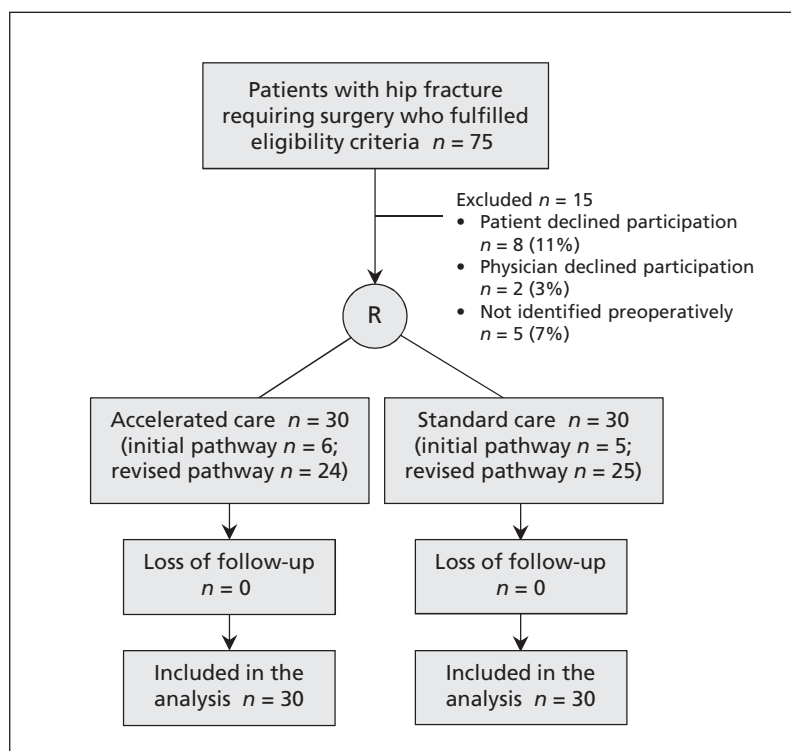 Patients with hip fracture
requiring surgery who fulfilled
eligibility criteria n = 75
Excluded n = 15
• Patient declined participation
n = 8 (11%)
• Physician declined participation
n = 2 (3%)
• Not identified preoperatively
n = 5 (7%)
R
Accelerated care n = 30
(initial pathway n = 6;
revised pathway n = 24)
Standard care n = 30
(initial pathway n = 5;
revised pathway n = 25)
Loss of follow-up
n = 0
Loss of follow-up
n = 0
Included in the
analysis n = 30
Included in the
analysis n = 30